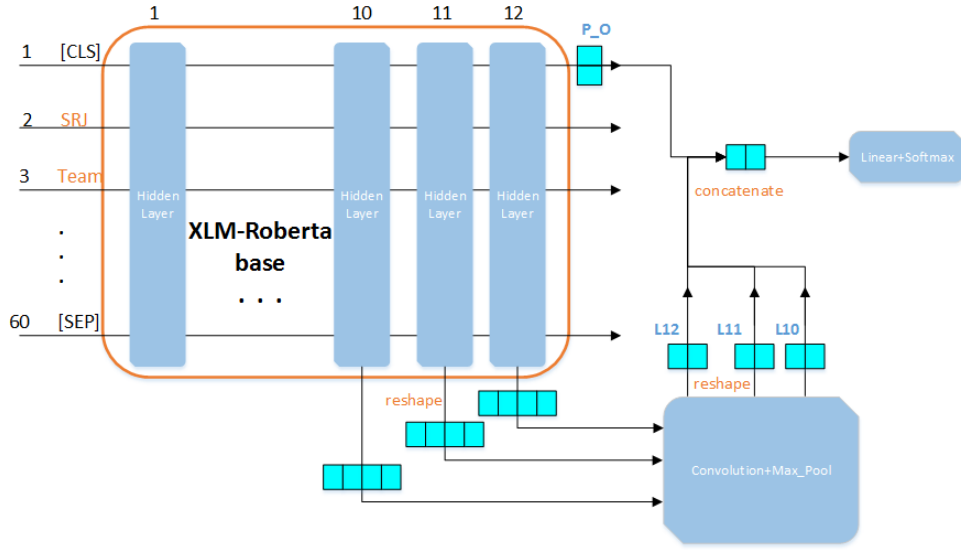 1 10 11 12
P_O
1 [CLS]
2 SRJ
3 Team
Hidden
Layer
Hidden
Layer
Hidden
Layer
Hidden
Layer
XLM-Roberta
base
. . .
.
.
.
60 [SEP]
concatenate
Linear+Softmax
L12 L11 L10
reshape
reshape
Convolution+Max_Pool